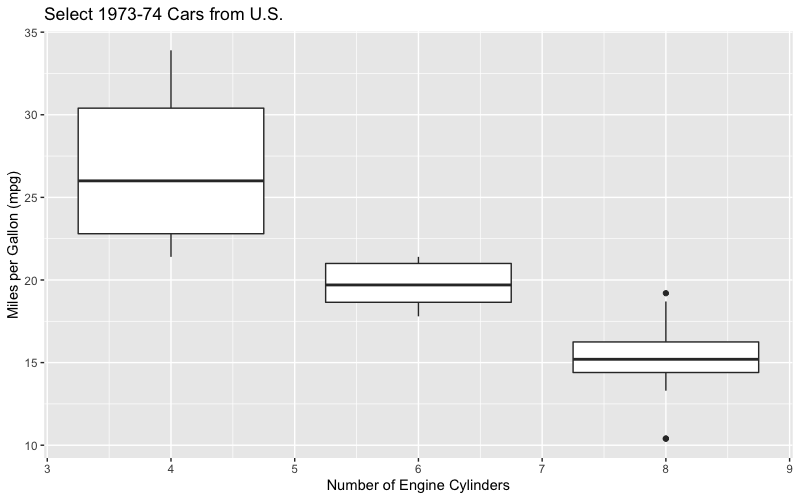 Select 1973-74 Cars from U.S.
35
30
25
20
15
10
Miles per Gallon (mpg)
3 4 5 6 7 8 9
Number of Engine Cylinders